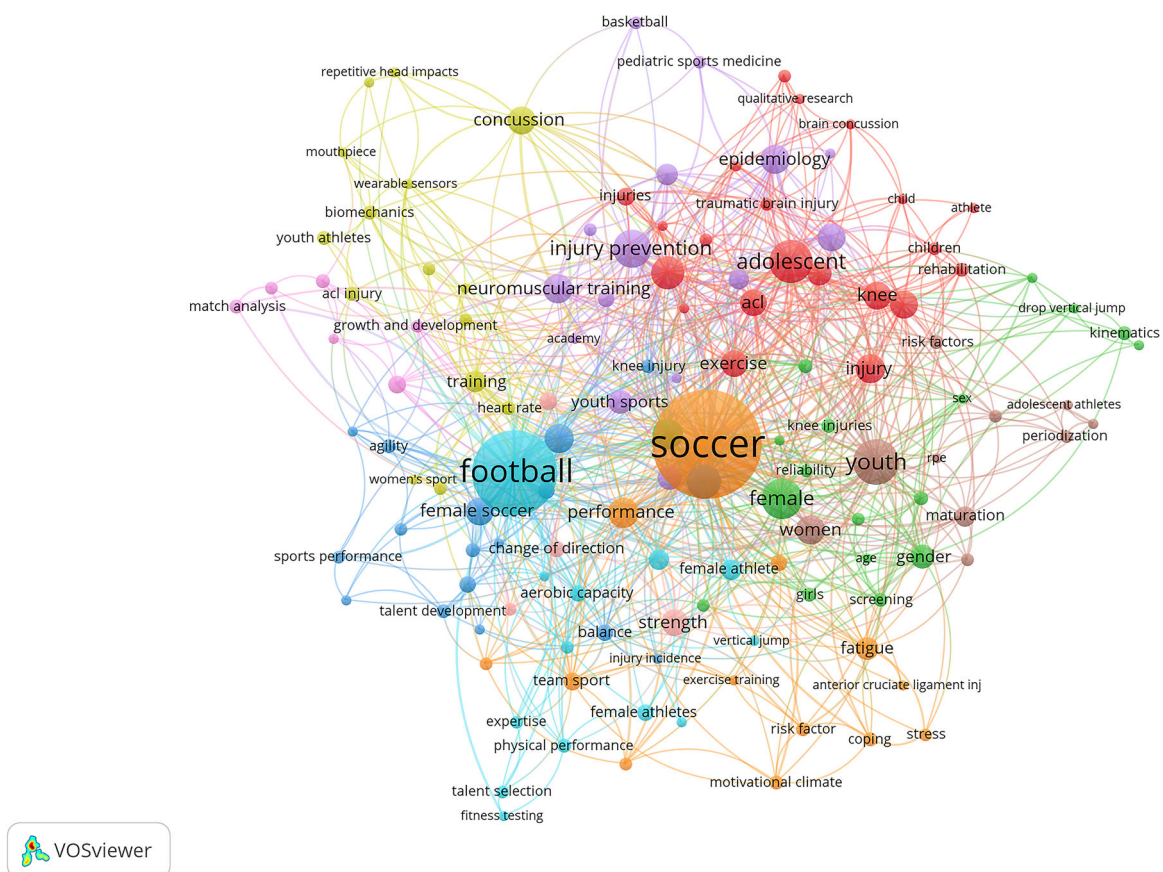 basketball
pediatric sports medicine
repetitive head impacts
qualitative research
concussion
brain concussion
mouthpiece
epidemiology
wearable sensors
injuries
traumatic brain injury
child
athlete
biomechanics
youth athletes
injury prevention
children
adolescent
rehabilitation
neuromuscular training
acl injury
acl
knee
match analysis
drop vertical jump
growth and development
kinematics
academy
risk factors
knee injury
exercise
injury
training
sex
youth sports
heart rate
adolescent athletes
knee injuries
periodization
agility
soccer
football
youth
rpe
reliability
women's sport
female
female soccer
performance
maturation
women
change of direction
sports performance
age
gender
female athlete
aerobic capacity
girls
screening
talent development
strength
balance
vertical jump
fatigue
injury incidence
team sport
exercise training
anterior cruciate ligament inj
female athletes
expertise
risk factor
stress
coping
physical performance
motivational climate
talent selection
fitness testing
VOSviewer